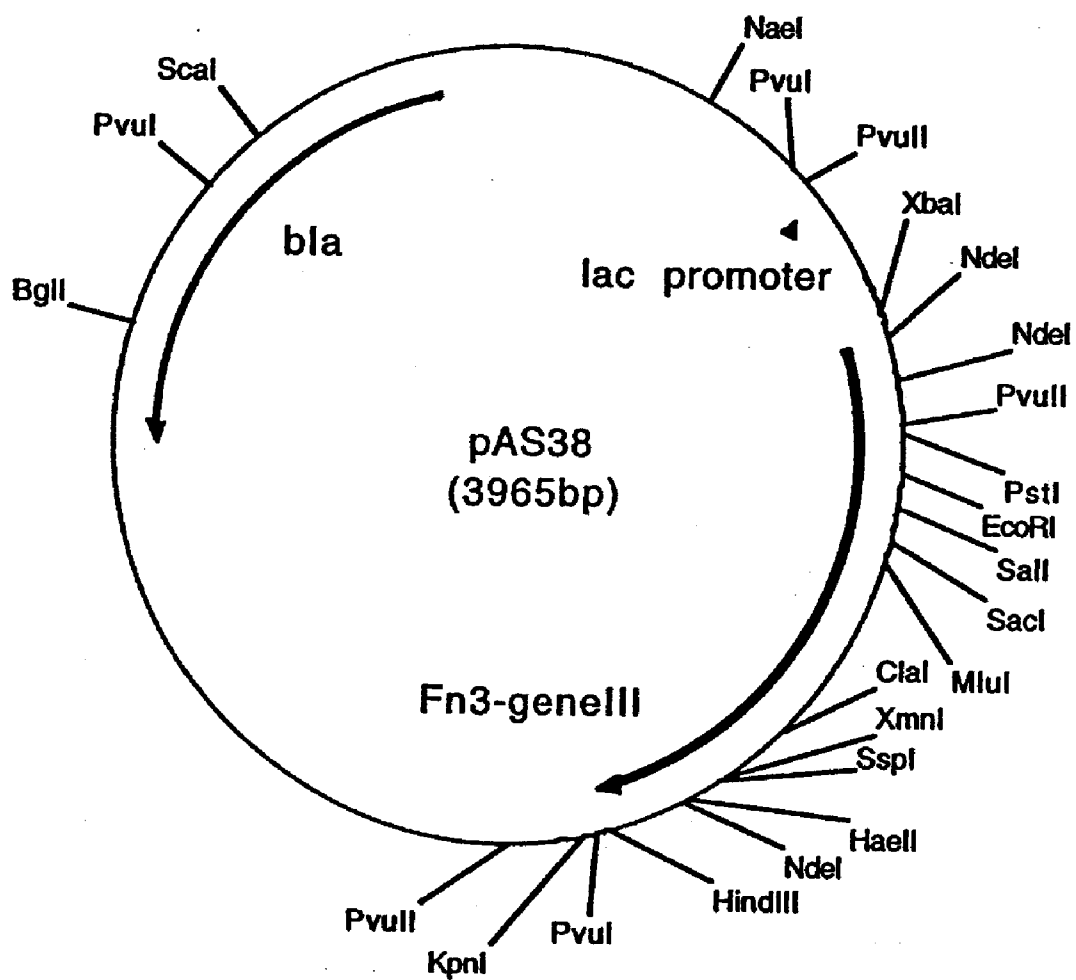 NaeI
PvuI
PvuII
XbaI
NdeI
NdeI
PvuII
PstI
EcoRI
SalI
SacI
MluI
ClaI
XmnI
SspI
HaeII
NdeI
HindIII
PvuI
KpnI
PvuII
BglI
PvuI
ScaI
bla
lac promoter
pAS38
(3965bp)
Fn3-geneIII